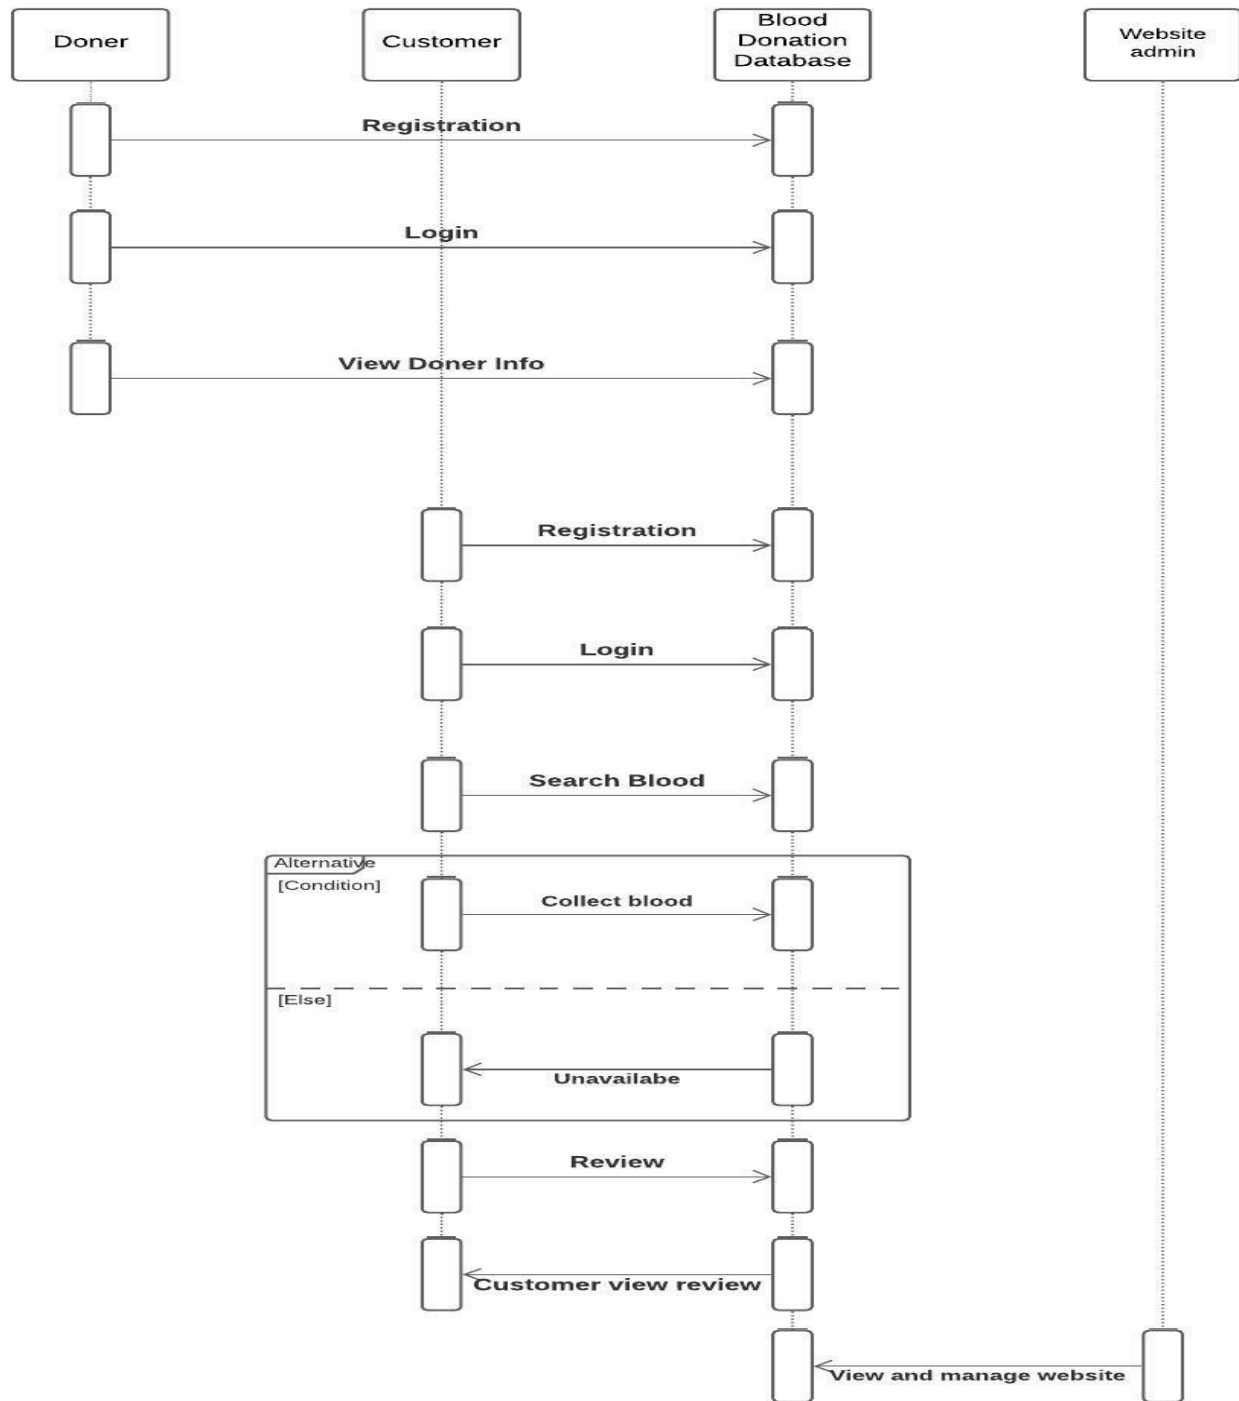 Doner
Customer
Blood
Donation
Database
Website
admin
Registration
Login
View Doner Info
Registration
Login
Search Blood
Alternative
[Condition]
Collect blood
[Else]
Unavailabe
Review
Customer view review
View and manage website